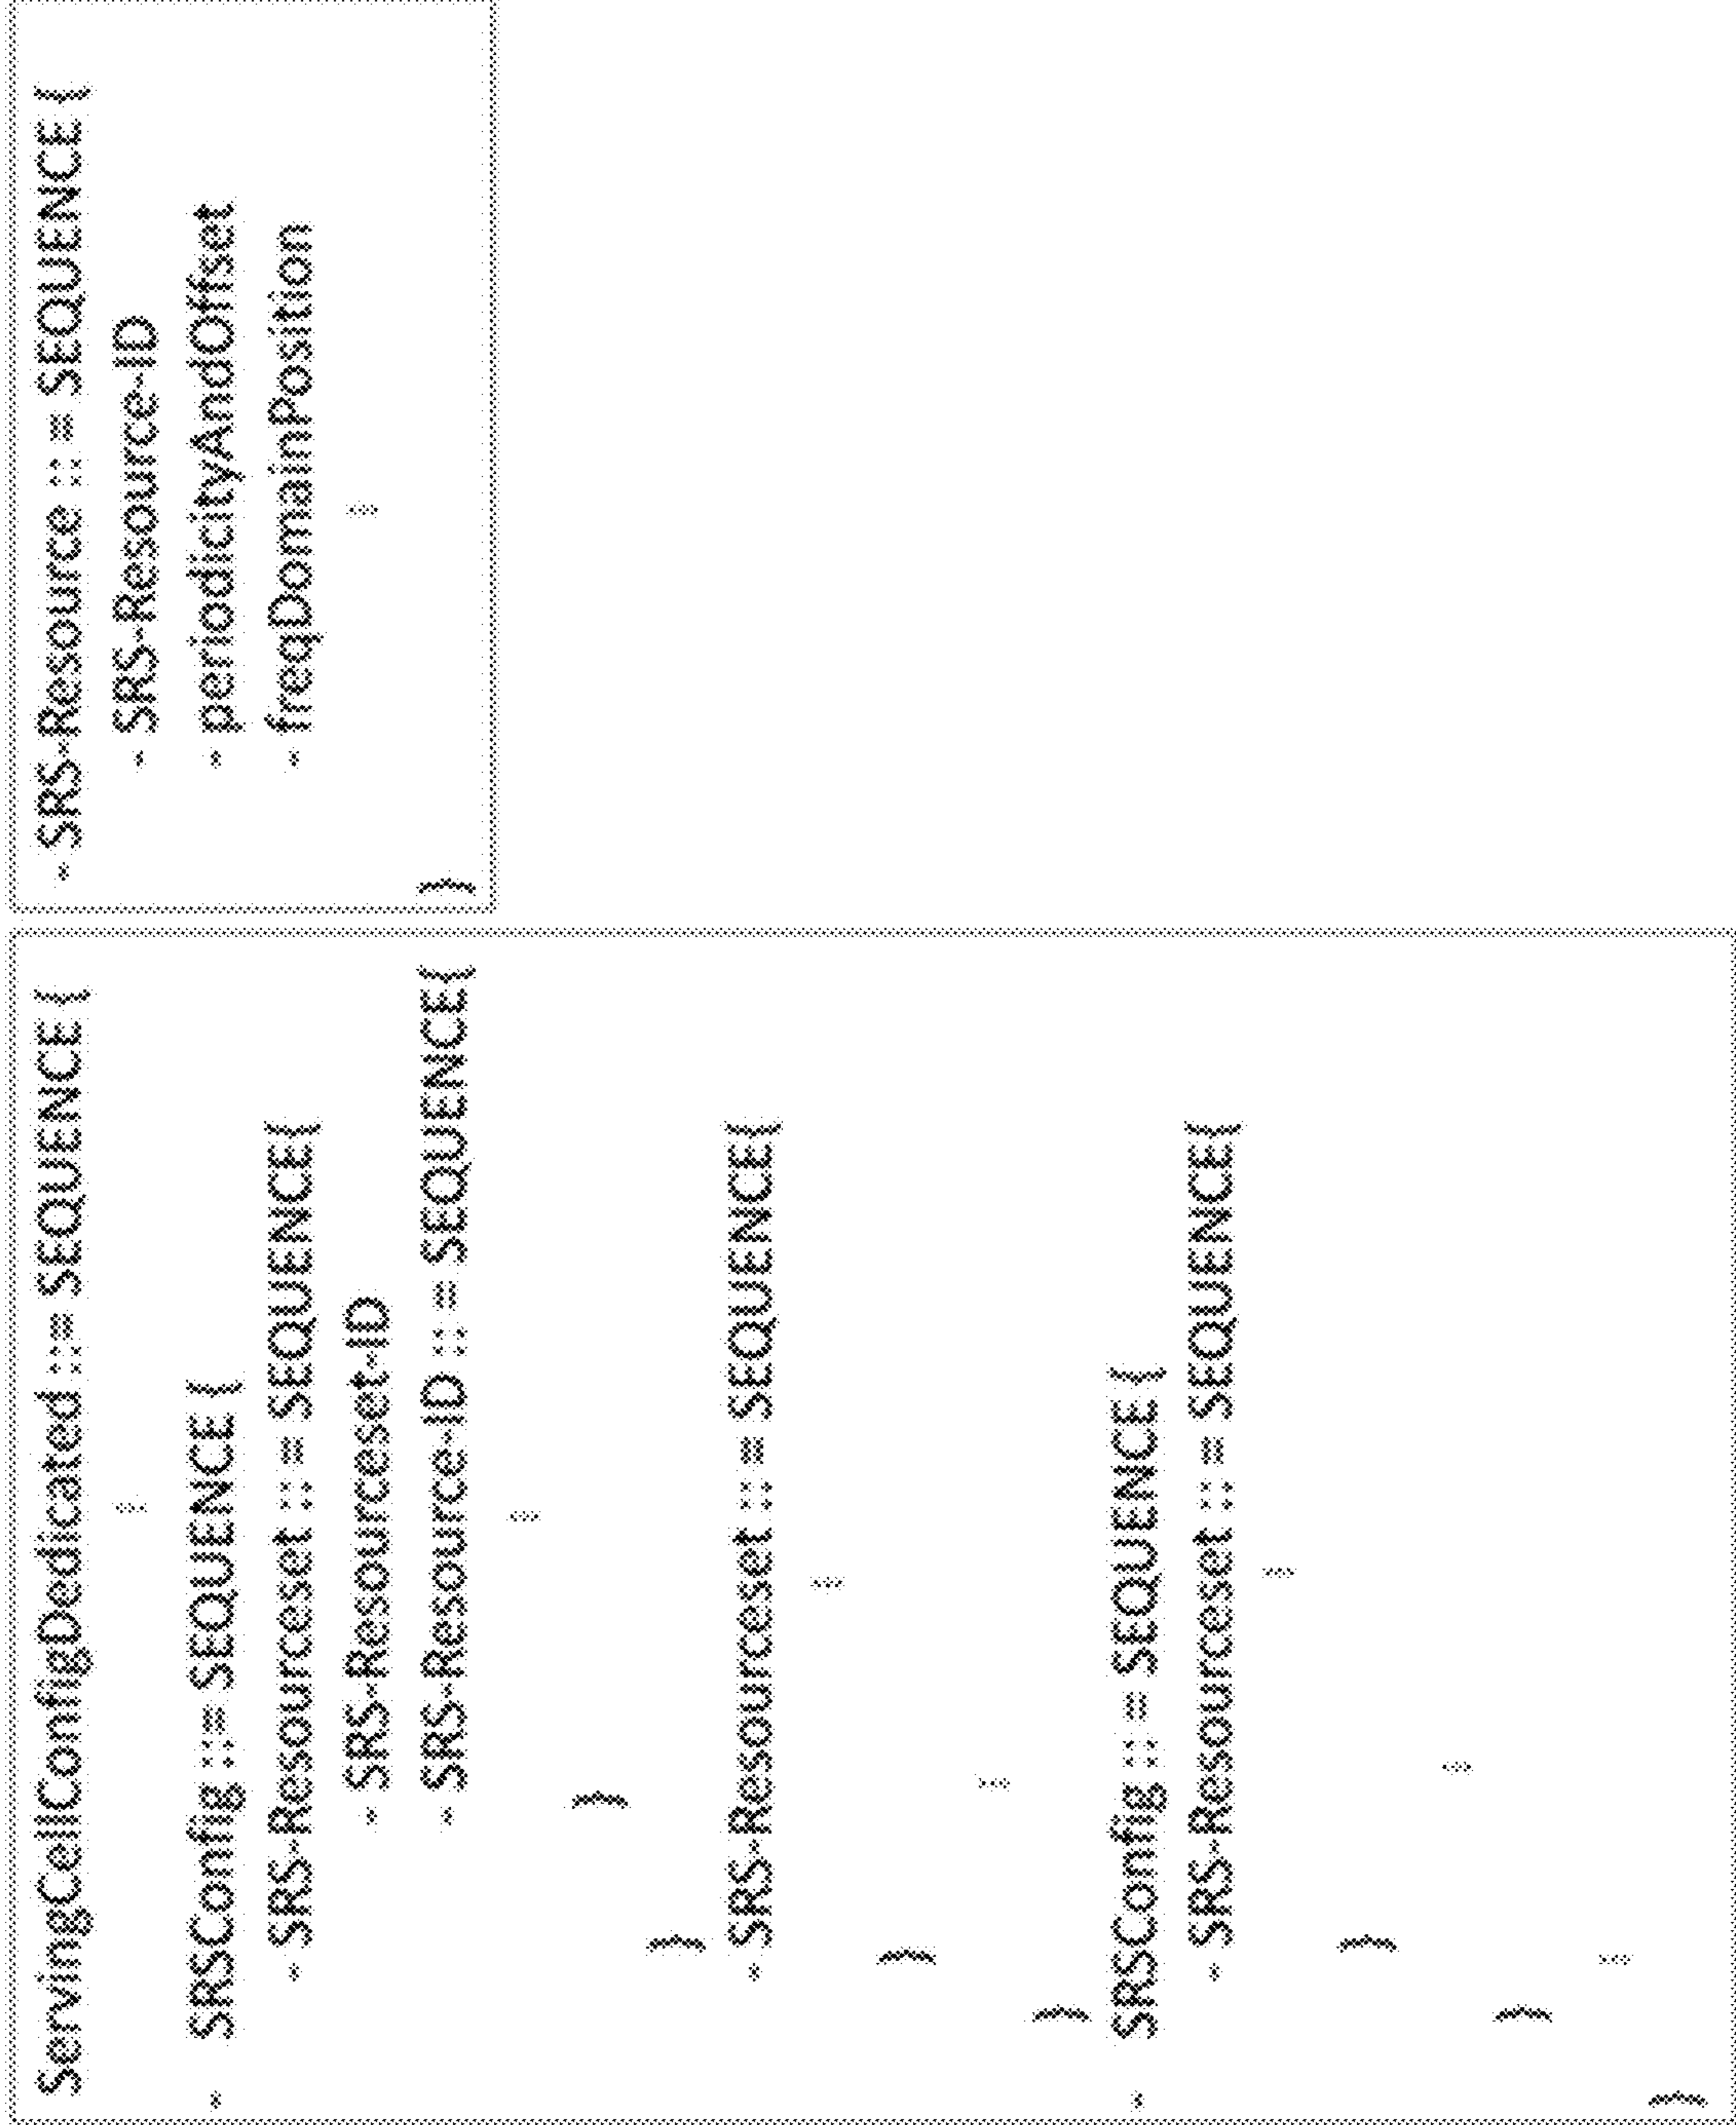 ServingCellConfigDedicated ::= SEQUENCE {
...
- SRSConfig ::= SEQUENCE {
- SRS-Resourceset :: = SEQUENCE{
- SRS-Resourceset-ID
- SRS-Resource-ID :: = SEQUENCE{
...
}
}
- SRS-Resourceset :: = SEQUENCE{
...
}
...
}
- SRSConfig :: = SEQUENCE {
- SRS-Resourceset :: = SEQUENCE{
...
}
...
}
...
}
- SRS-Resource :: = SEQUENCE {
- SRS-Resource-ID
- periodicityAndOffset
- freqDomainPosition
...
}